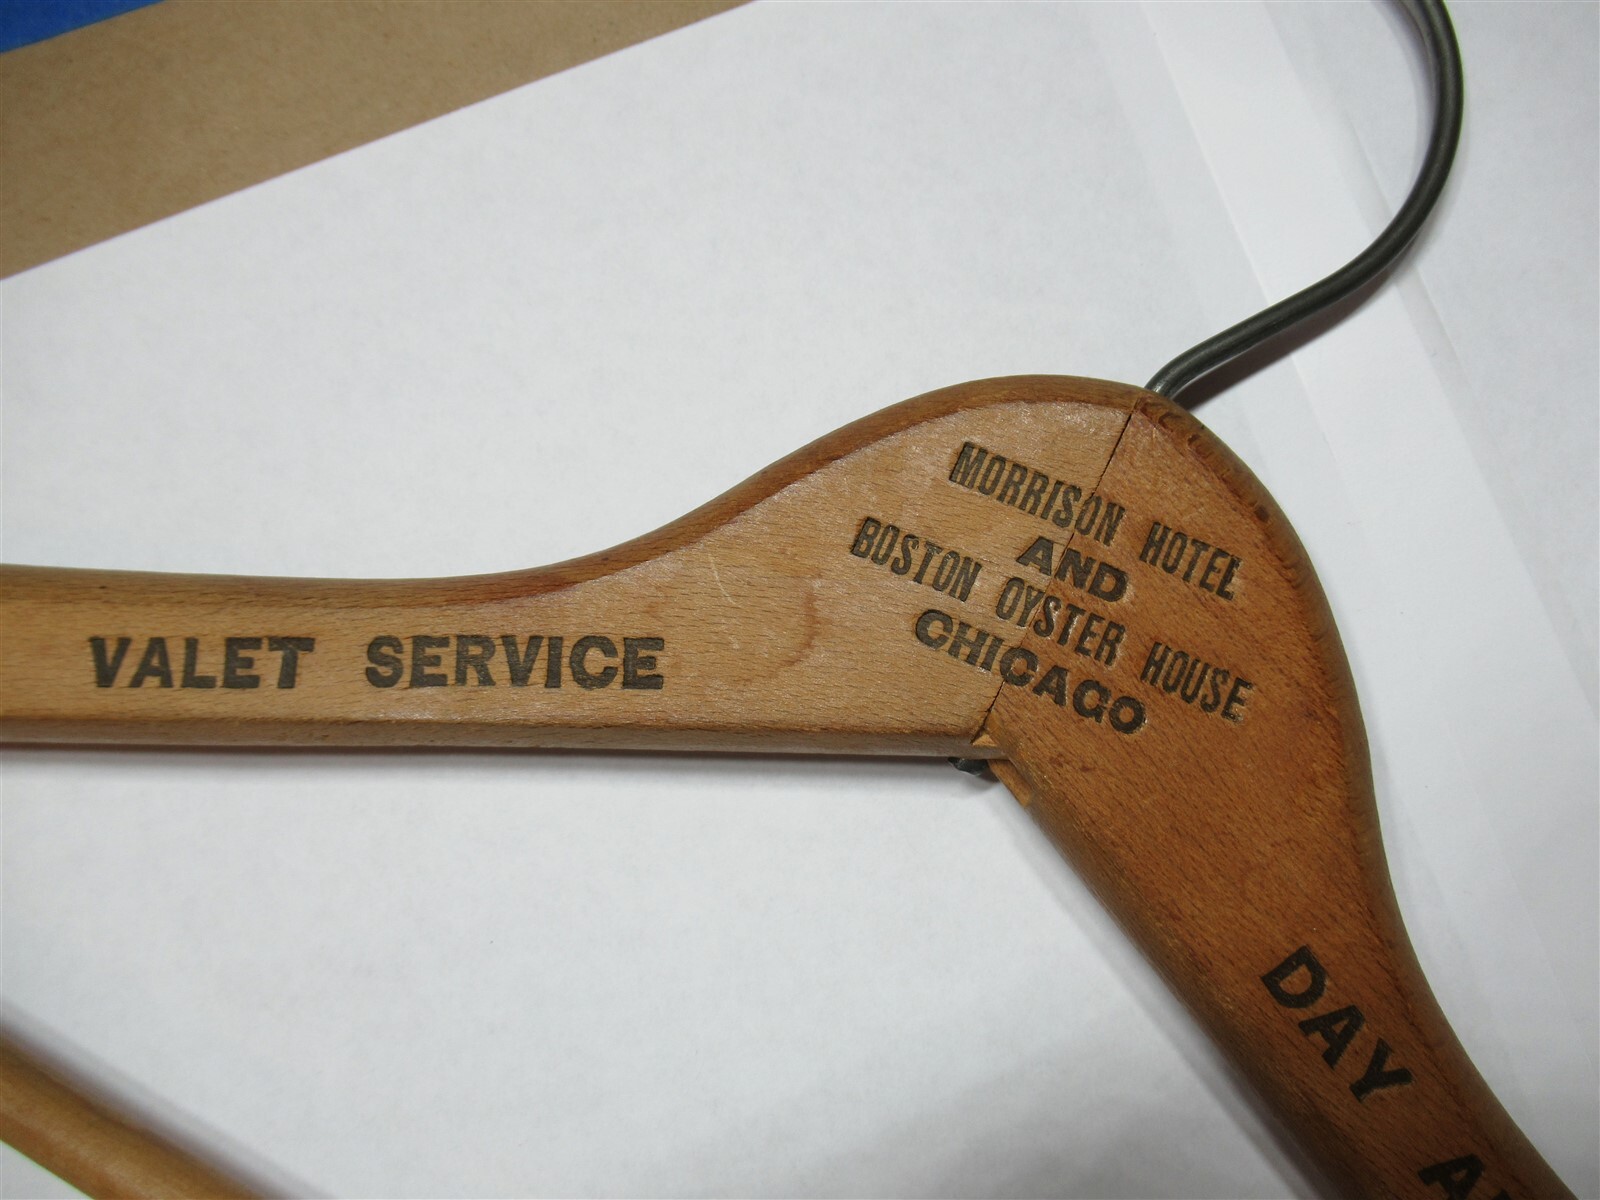 VALET SERVICE
MORRISON HOTEL
AND
BOSTON OYSTER HOUSE
CHICAGO
DAY